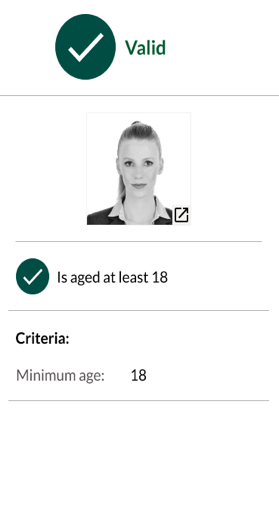 Valid
Is aged at least 18
Criteria:
Minimum age: 18